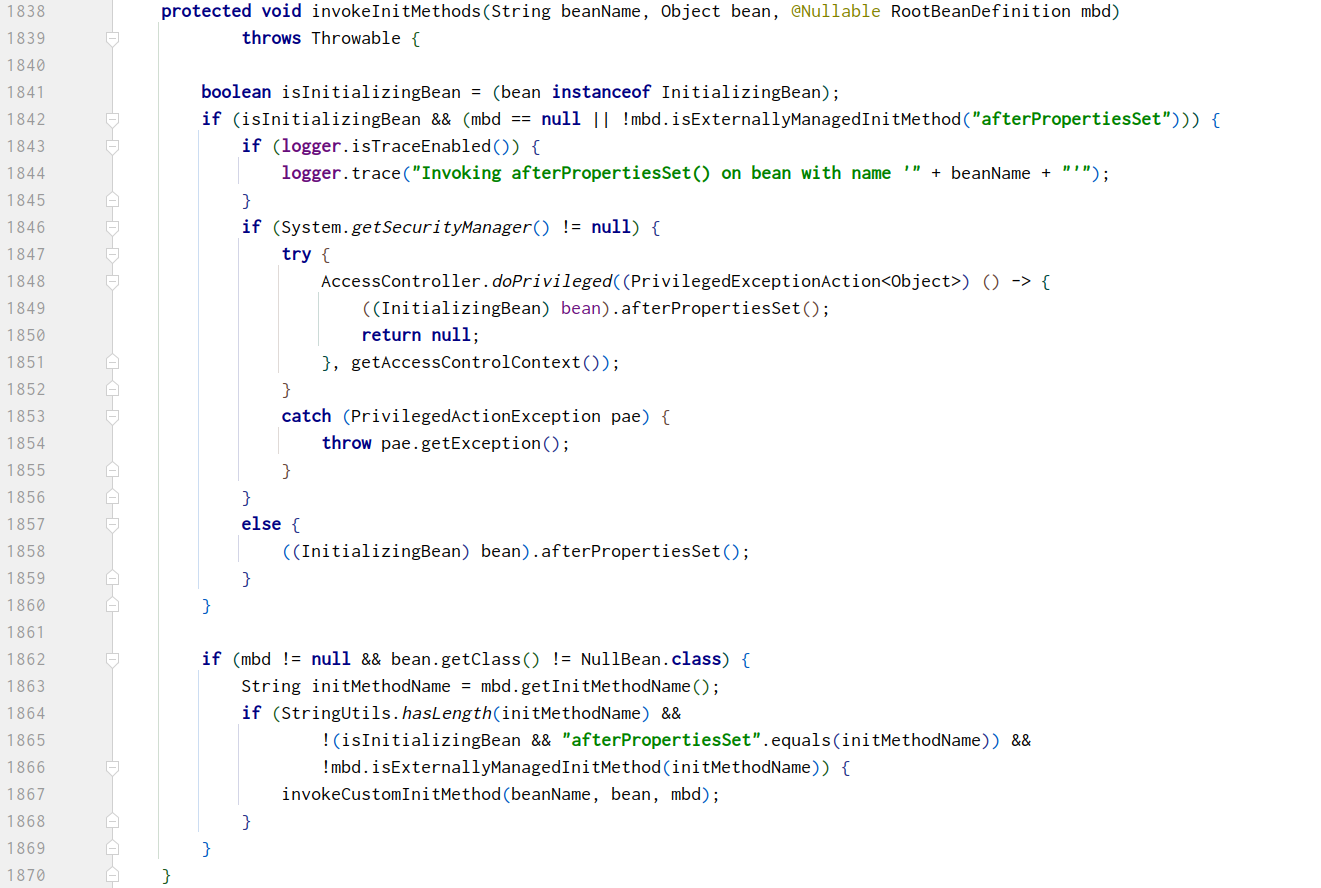 1838 protected void invokeInitMethods(String beanName, Object bean, @Nullable RootBeanDefinition mbd)
1839 throws Throwable {
1840
1841 boolean isInitializingBean = (bean instanceof InitializingBean);
1842 if (isInitializingBean && (mbd == null || !mbd.isExternallyManagedInitMethod("afterPropertiesSet"))) {
1843 if (logger.isTraceEnabled()) {
1844 logger.trace("Invoking afterPropertiesSet() on bean with name '" + beanName + "'");
1845 }
1846 if (System.getSecurityManager() != null) {
1847 try {
1848 AccessController.doPrivileged((PrivilegedExceptionAction<Object>) () -> {
1849 ((InitializingBean) bean).afterPropertiesSet();
1850 return null;
1851 }, getAccessControlContext());
1852 }
1853 catch (PrivilegedActionException pae) {
1854 throw pae.getException();
1855 }
1856 }
1857 else {
1858 ((InitializingBean) bean).afterPropertiesSet();
1859 }
1860 }
1861
1862 if (mbd != null && bean.getClass() != NullBean.class) {
1863 String initMethodName = mbd.getInitMethodName();
1864 if (StringUtils.hasLength(initMethodName) &&
1865 !(isInitializingBean && "afterPropertiesSet".equals(initMethodName)) &&
1866 !mbd.isExternallyManagedInitMethod(initMethodName)) {
1867 invokeCustomInitMethod(beanName, bean, mbd);
1868 }
1869 }
1870 }